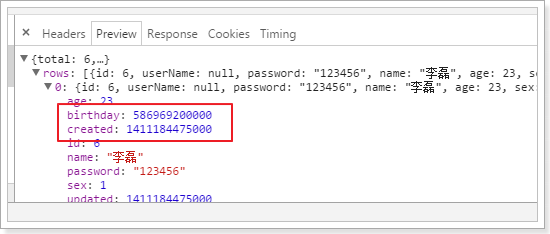 × Headers Preview Response Cookies Timing
▼{total: 6,…}
▼rows: [{id: 6, userName: null, password: "123456", name: "李磊", age: 23, sex
▼0: {id: 6, userName: null, password: "123456", name: "李磊", age: 23, sex:
age: 23
birthday: 586969200000
created: 1411184475000
id: 6
name: "李磊"
password: "123456"
sex: 1
updated: 1411184475000